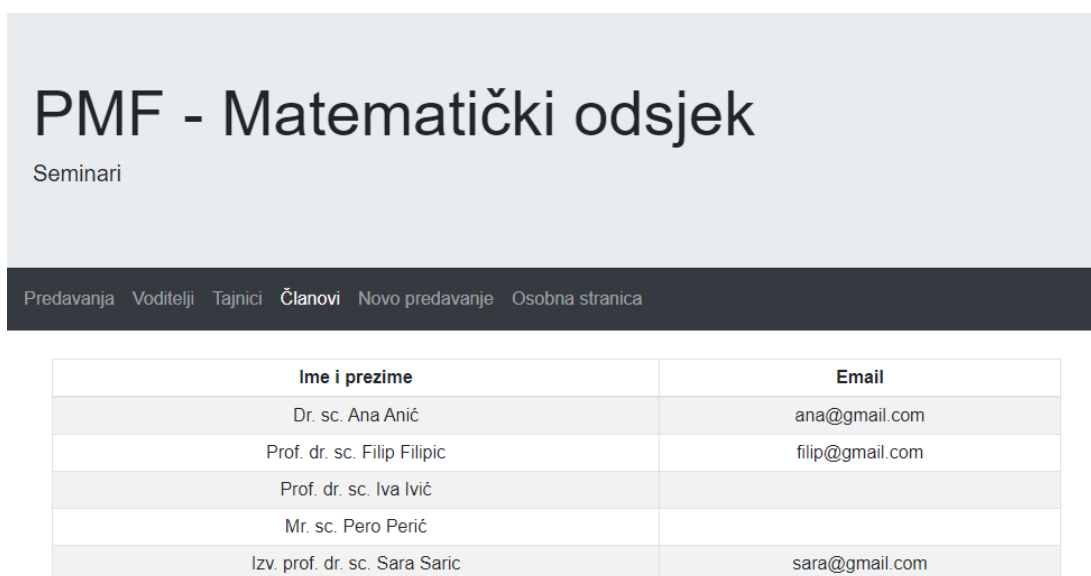 PMF - Matematički odsjek
Seminari
Predavanja Voditelji Tajnici Članovi Novo predavanje Osobna stranica
Ime i prezime Email
Dr. sc. Ana Anić ana@gmail.com
Prof. dr. sc. Filip Filipic filip@gmail.com
Prof. dr. sc. Iva Ivić
Mr. sc. Pero Perić
Izv. prof. dr. sc. Sara Saric sara@gmail.com